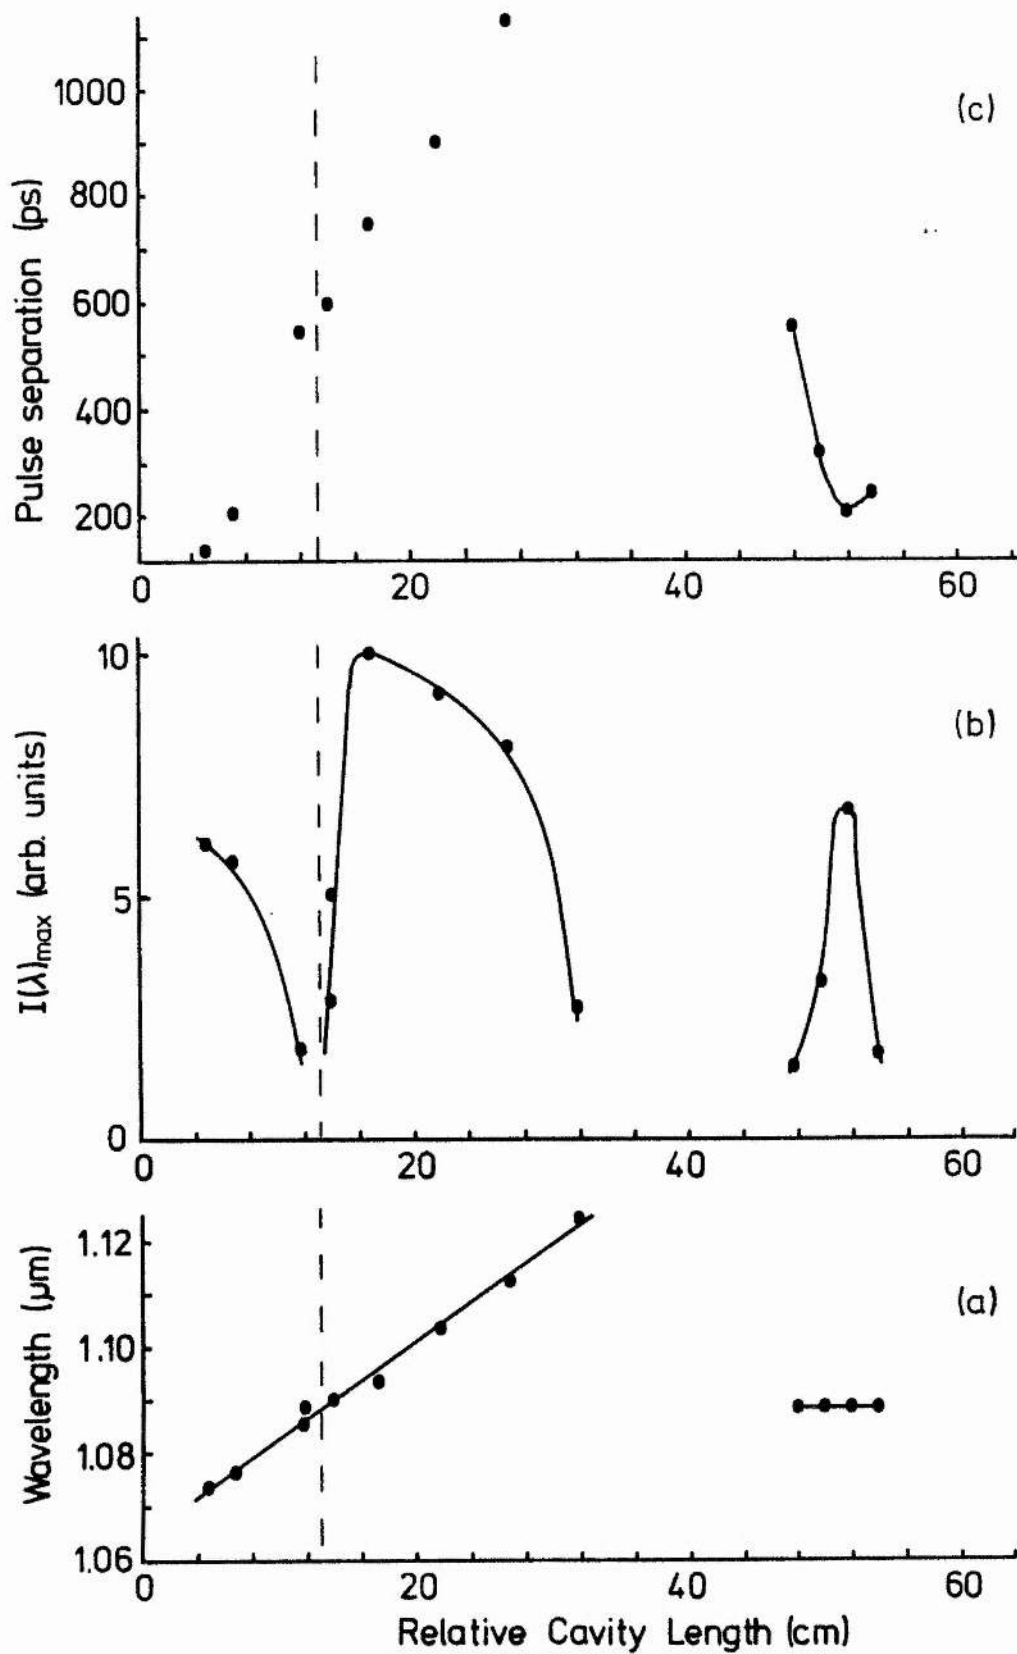 1000
800
600
400
200
Pulse separation (ps)
(c)
0 20 40 60
10
5
0
I(λ)max (arb. units)
(b)
0 20 40 60
1.12
1.10
1.08
1.06
Wavelength (μm)
(a)
0 20 40 60
Relative Cavity Length (cm)